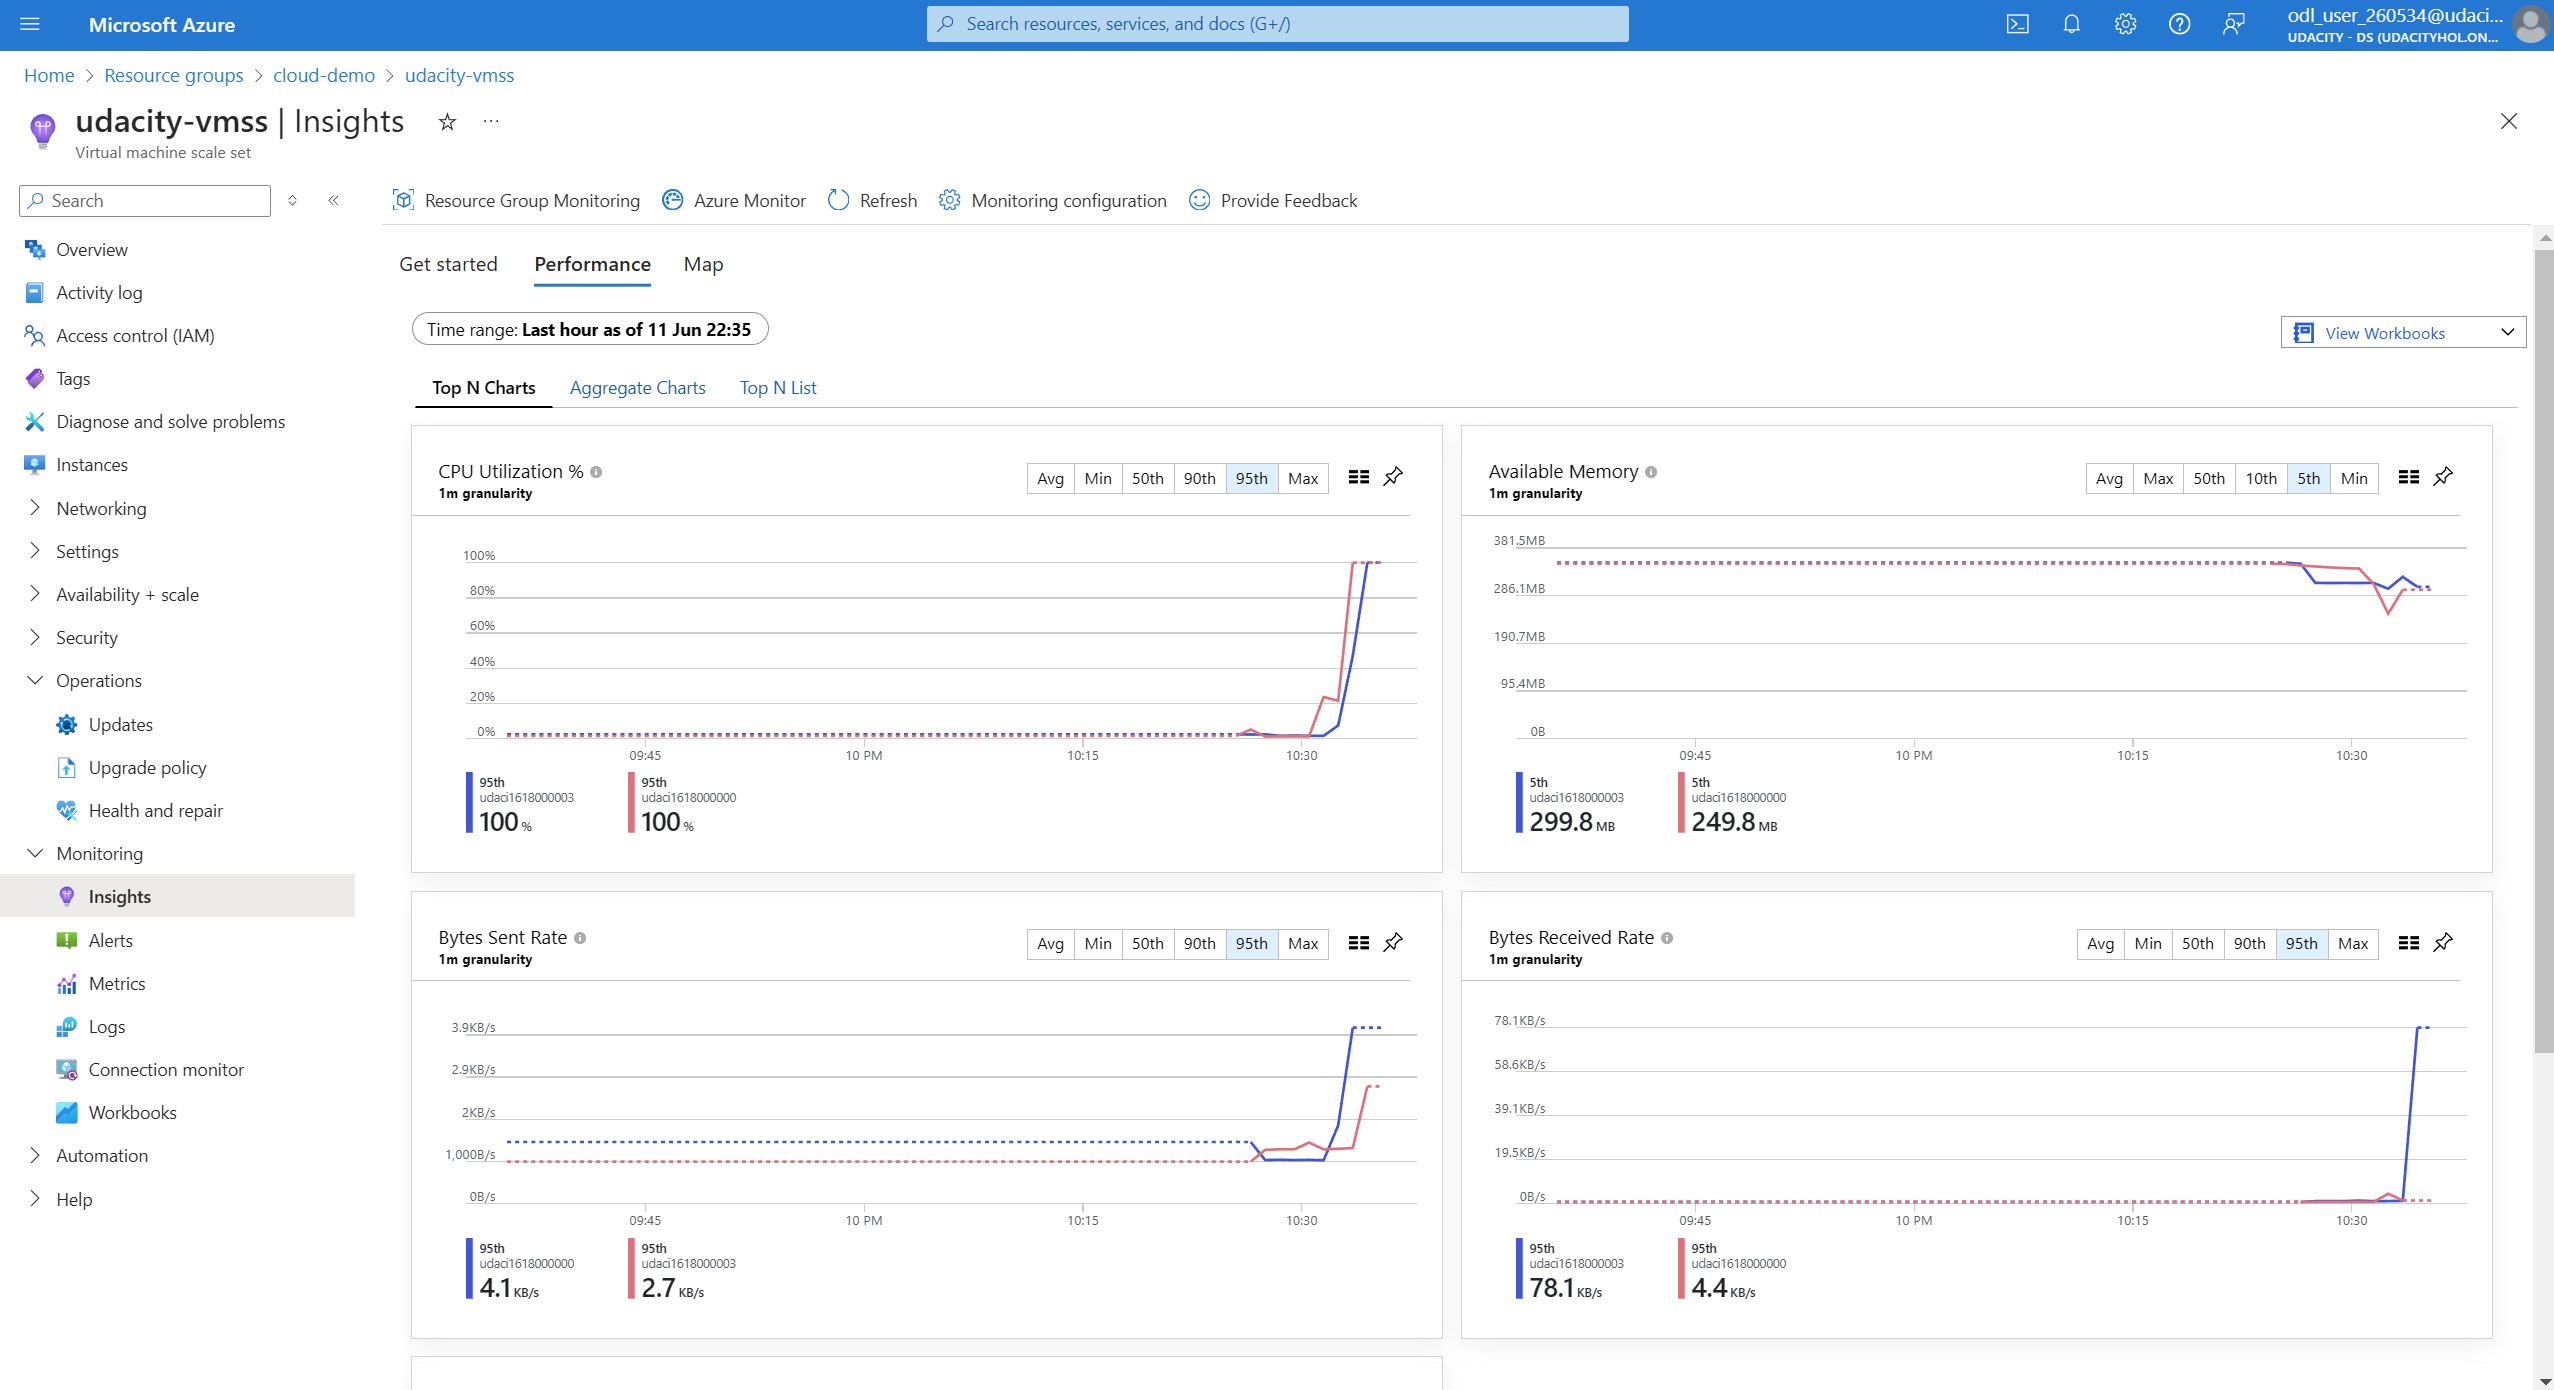 Microsoft Azure
Search resources, services, and docs (G+/)
odl_user_260534@udaci...
UDACITY - DS (UDACITYHOL.ON...
Home > Resource groups > cloud-demo > udacity-vmss
udacity-vmss | Insights
Virtual machine scale set
Search
Resource Group Monitoring Azure Monitor Refresh Monitoring configuration Provide Feedback
Overview
Activity log
Access control (IAM)
Tags
Diagnose and solve problems
Instances
Networking
Settings
Availability + scale
Security
Operations
Updates
Upgrade policy
Health and repair
Monitoring
Insights
Alerts
Metrics
Logs
Connection monitor
Workbooks
Automation
Help
Get started Performance Map
Time range: Last hour as of 11 Jun 22:35
View Workbooks
Top N Charts Aggregate Charts Top N List
CPU Utilization %
1m granularity
Avg Min 50th 90th 95th Max
100%
80%
60%
40%
20%
0%
09:45 10 PM 10:15 10:30
95th
udaci1618000003
100 %
95th
udaci1618000000
100 %
Available Memory
1m granularity
Avg Max 50th 10th 5th Min
381.5MB
286.1MB
190.7MB
95.4MB
0B
09:45 10 PM 10:15 10:30
5th
udaci1618000003
299.8 MB
5th
udaci1618000000
249.8 MB
Bytes Sent Rate
1m granularity
Avg Min 50th 90th 95th Max
3.9KB/s
2.9KB/s
2KB/s
1,000B/s
0B/s
09:45 10 PM 10:15 10:30
95th
udaci1618000000
4.1 KB/s
95th
udaci1618000003
2.7 KB/s
Bytes Received Rate
1m granularity
Avg Min 50th 90th 95th Max
78.1KB/s
58.6KB/s
39.1KB/s
19.5KB/s
0B/s
09:45 10 PM 10:15 10:30
95th
udaci1618000003
78.1 KB/s
95th
udaci1618000000
4.4 KB/s